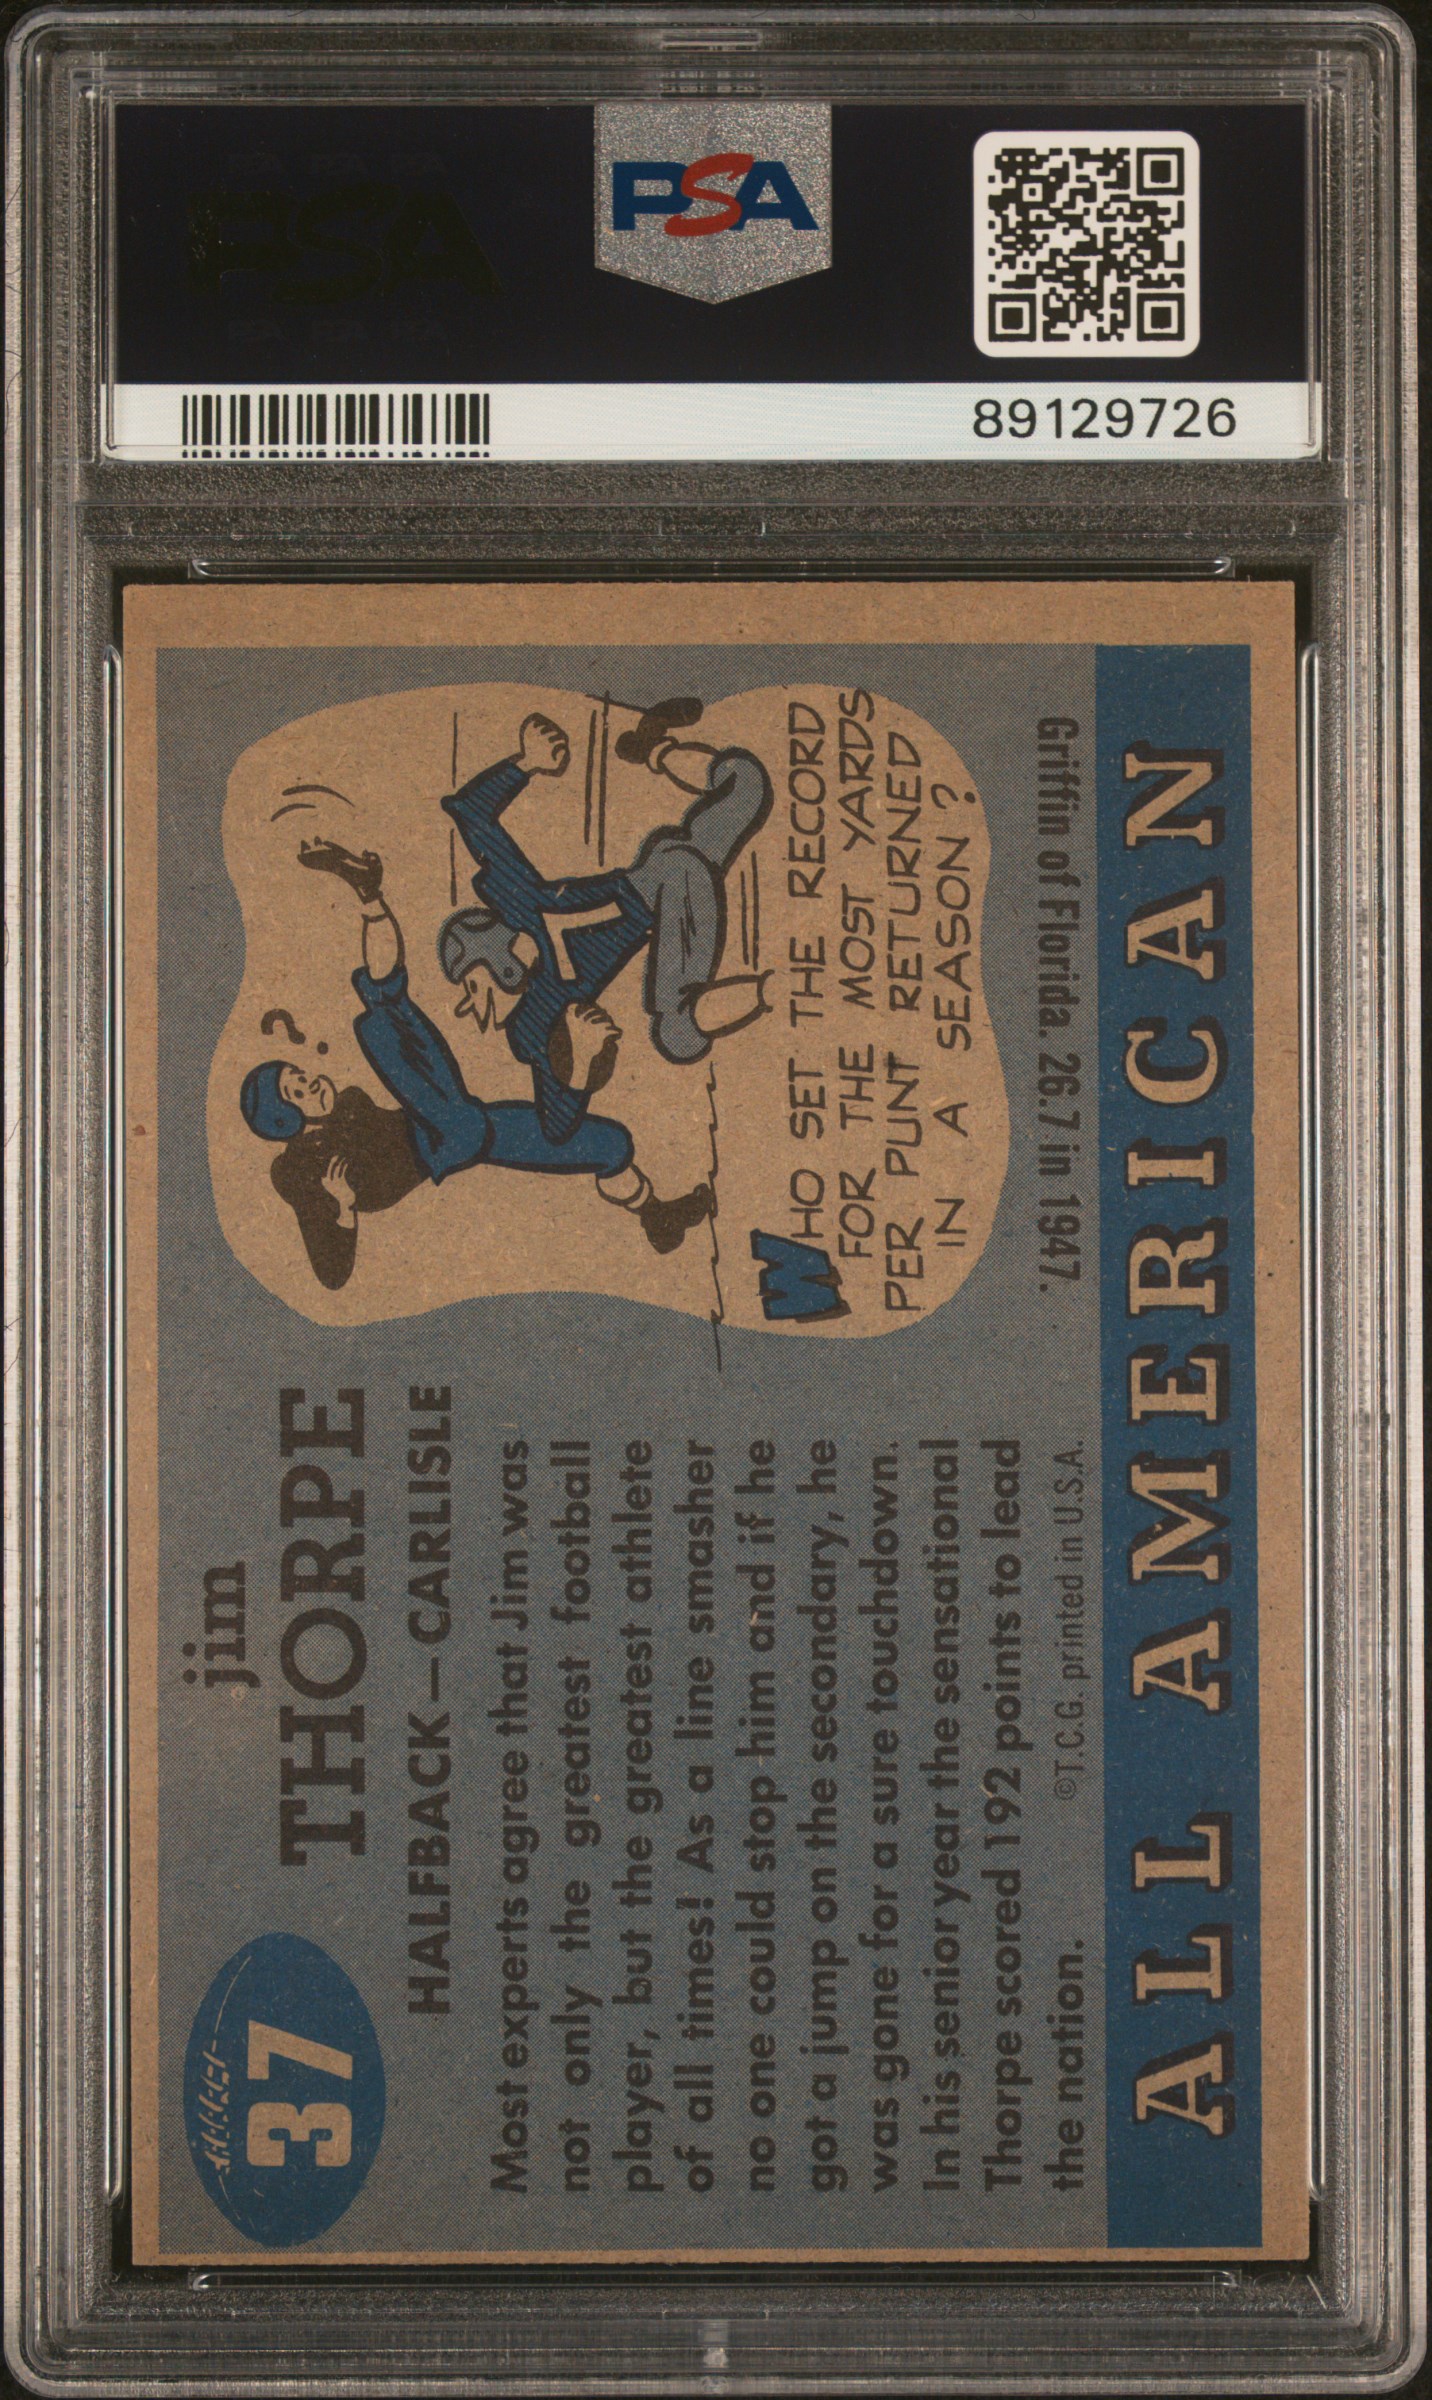 PSA
89129726
37
jim
THORPE
HALFBACK—CARLISLE
Most experts agree that Jim was
not only the greatest football
player, but the greatest athlete
of all times! As a line smasher
no one could stop him and if he
got a jump on the secondary, he
was gone for a sure touchdown.
In his senior year the sensational
Thorpe scored 192 points to lead
the nation.
©T.C.G. printed in U.S.A.
?
WHO SET THE RECORD
FOR THE MOST YARDS
PER PUNT RETURNED
IN A SEASON?
Griffin of Florida. 26.7 in 1947.
ALL AMERICAN